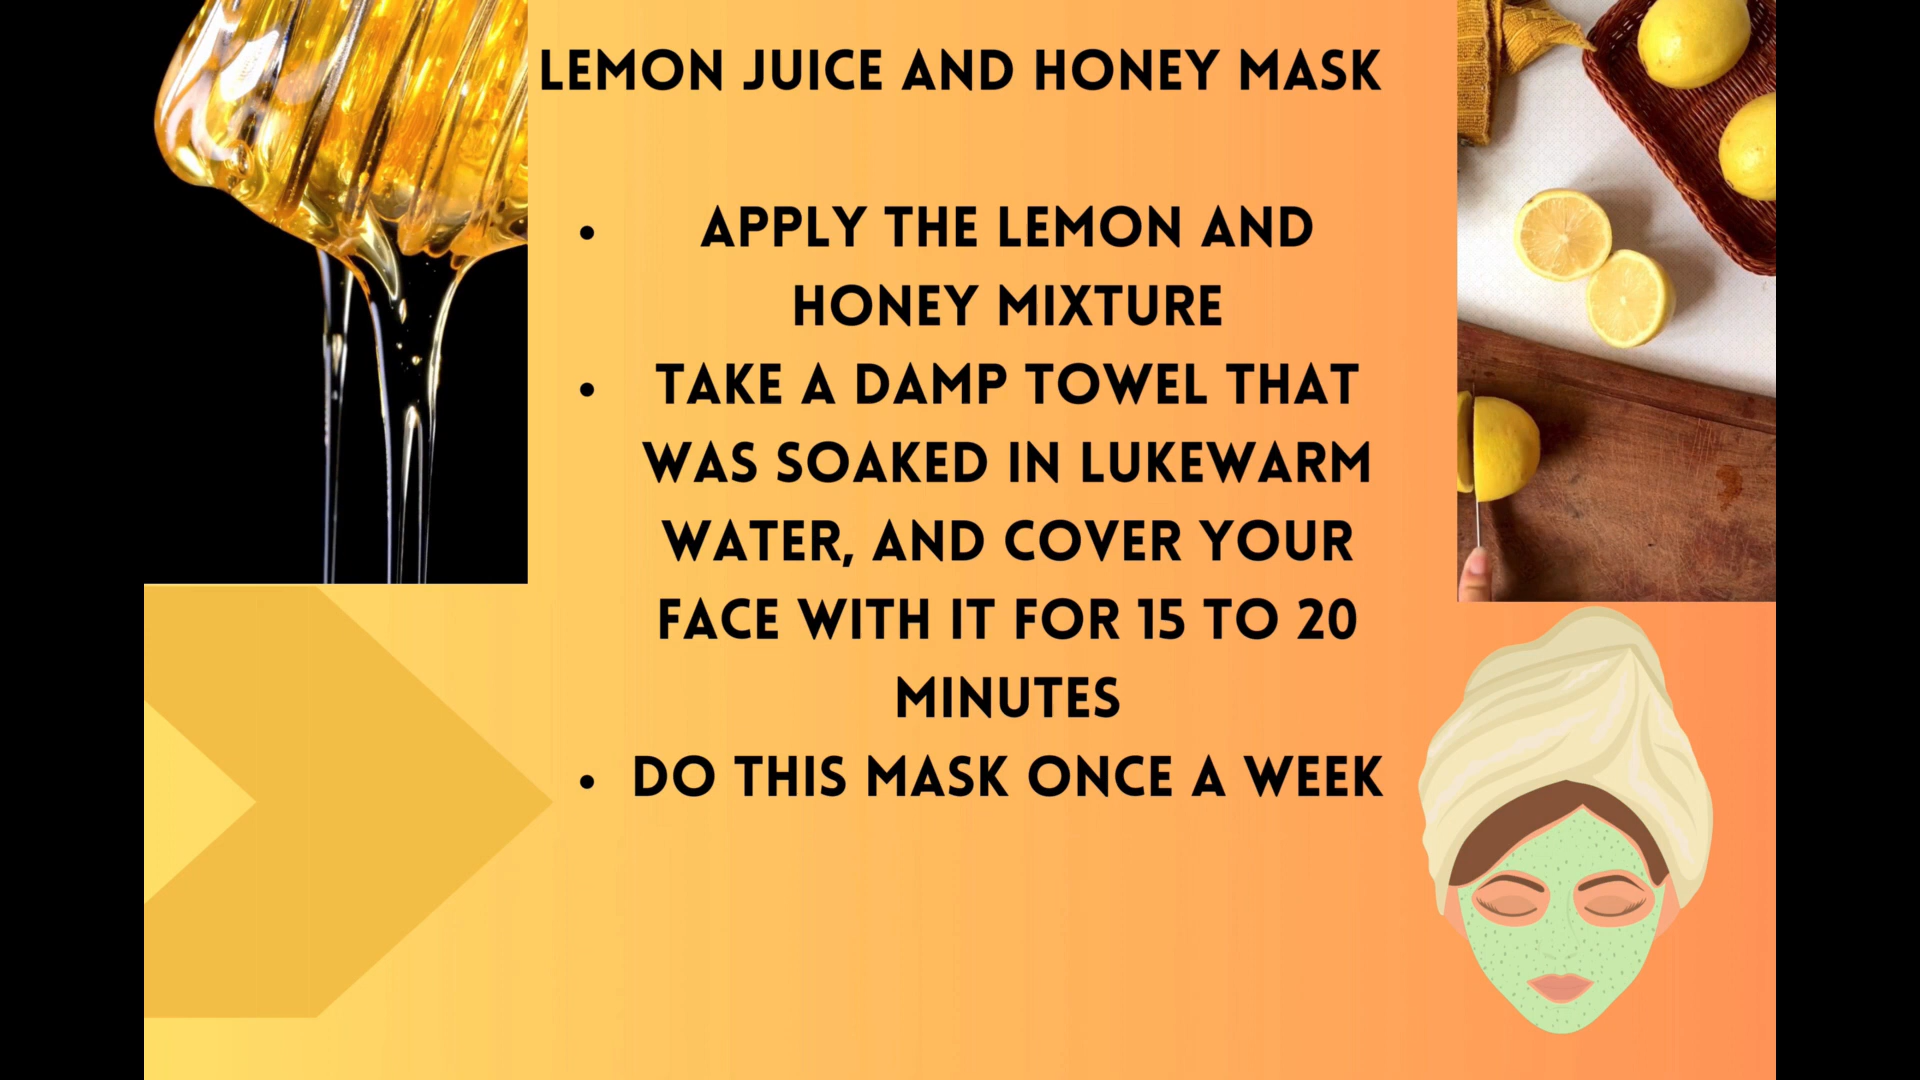 LEMON JUICE AND HONEY MASK
• APPLY THE LEMON AND
HONEY MIXTURE
• TAKE A DAMP TOWEL THAT
WAS SOAKED IN LUKEWARM
WATER, AND COVER YOUR
FACE WITH IT FOR 15 TO 20
MINUTES
• DO THIS MASK ONCE A WEEK